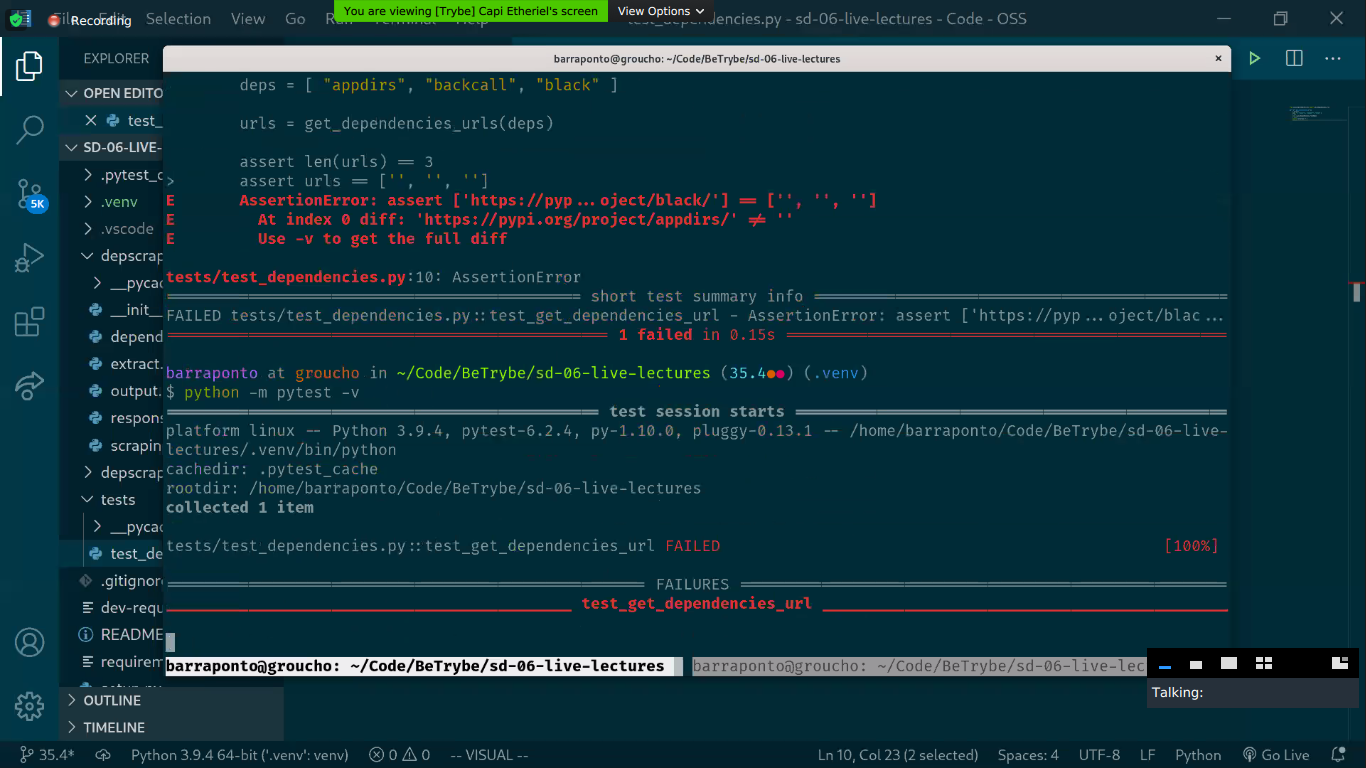 Recording
File Edit Selection View Go
You are viewing [Trybe] Capi Etheriel's screen
View Options
test_dependencies.py - sd-06-live-lectures - Code - OSS
EXPLORER
barraponto@groucho: ~/Code/BeTrybe/sd-06-live-lectures
OPEN EDITO
test_
SD-06-LIVE-
.pytest_c
.venv
.vscode
depscrap
__pyca
__init__
depend
extract.
output.
respon
scrapin
depscrap
tests
__pyca
test_de
.gitignor
dev-requ
README
requirem
OUTLINE
TIMELINE
5K
deps = [ "appdirs", "backcall", "black" ]
urls = get_dependencies_urls(deps)
assert len(urls) == 3
> assert urls == ['', '', '']
E AssertionError: assert ['https://pyp...oject/black/'] == ['', '', '']
E At index 0 diff: 'https://pypi.org/project/appdirs/' != ''
E Use -v to get the full diff
tests/test_dependencies.py:10: AssertionError
short test summary info
FAILED tests/test_dependencies.py::test_get_dependencies_url - AssertionError: assert ['https://pyp...oject/blac...
1 failed in 0.15s
barraponto at groucho in ~/Code/BeTrybe/sd-06-live-lectures (35.4●●) (.venv)
$ python -m pytest -v
test session starts
platform linux -- Python 3.9.4, pytest-6.2.4, py-1.10.0, pluggy-0.13.1 -- /home/barraponto/Code/BeTrybe/sd-06-live-
lectures/.venv/bin/python
cachedir: .pytest_cache
rootdir: /home/barraponto/Code/BeTrybe/sd-06-live-lectures
collected 1 item
tests/test_dependencies.py::test_get_dependencies_url FAILED [100%]
FAILURES
test_get_dependencies_url
barraponto@groucho: ~/Code/BeTrybe/sd-06-live-lectures
barraponto@groucho: ~/Code/BeTrybe/sd-06-live-lec
Talking:
35.4*
Python 3.9.4 64-bit ('.venv': venv)
0 0
-- VISUAL --
Ln 10, Col 23 (2 selected)
Spaces: 4
UTF-8
LF
Python
Go Live